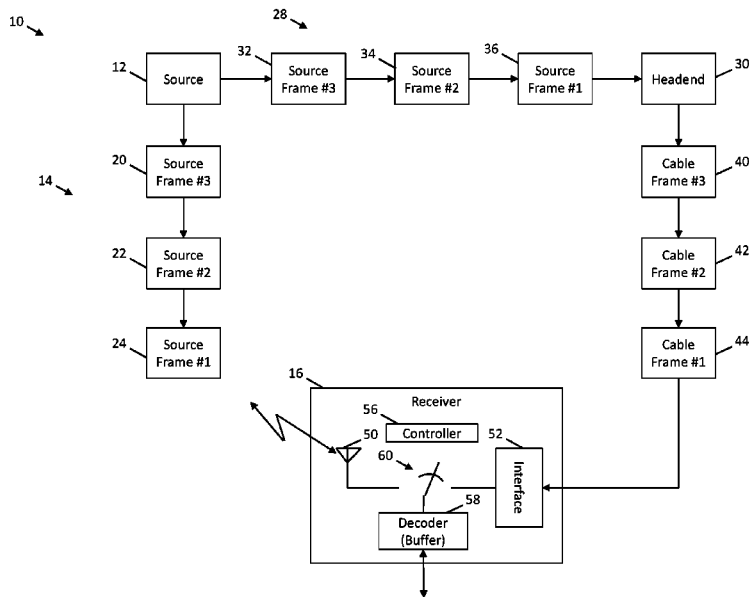 10
28
12
Source
32
Source
Frame #3
34
Source
Frame #2
36
Source
Frame #1
Headend
30
14
20
Source
Frame #3
Cable
Frame #3
40
22
Source
Frame #2
Cable
Frame #2
42
24
Source
Frame #1
Cable
Frame #1
44
16
Receiver
56
Controller
50
52
Interface
60
58
Decoder
(Buffer)